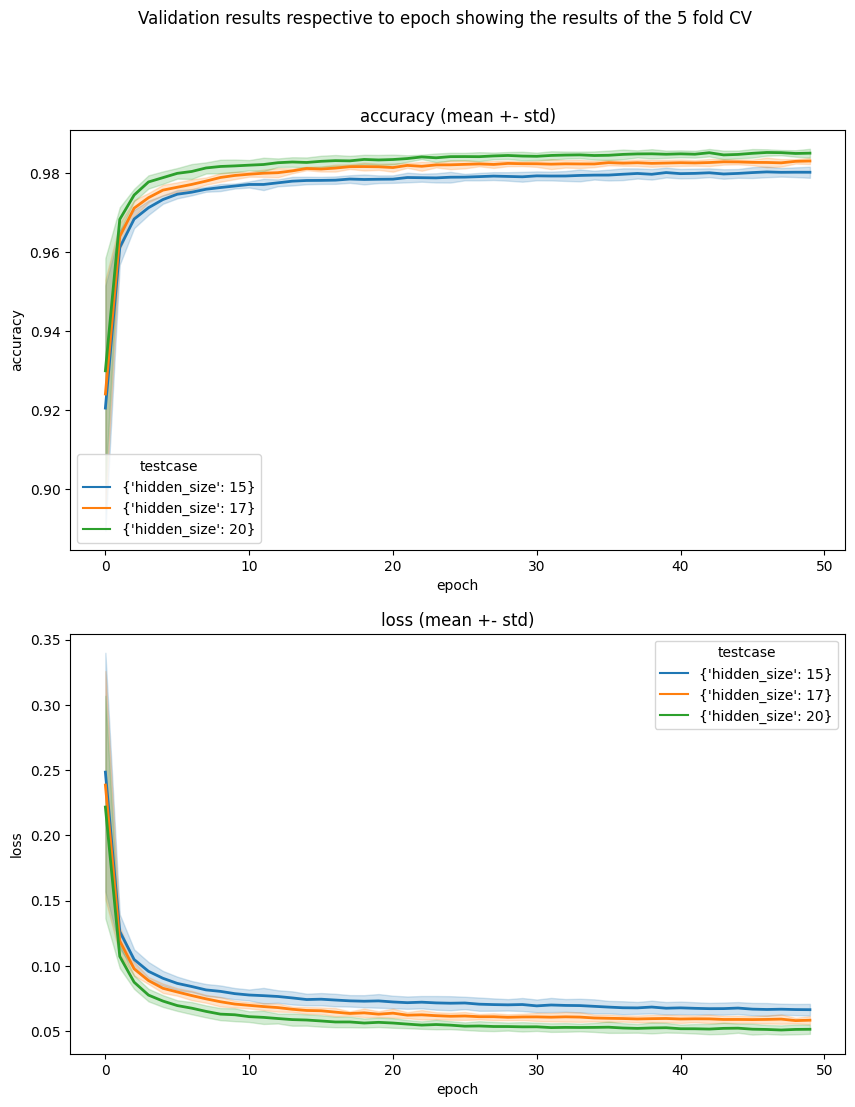 Validation results respective to epoch showing the results of the 5 fold CV
accuracy (mean +- std)
0.98
0.96
0.94
0.92
0.90
accuracy
testcase
{'hidden_size': 15}
{'hidden_size': 17}
{'hidden_size': 20}
0 10 20 30 40 50
epoch
loss (mean +- std)
0.35
0.30
0.25
0.20
0.15
0.10
0.05
loss
testcase
{'hidden_size': 15}
{'hidden_size': 17}
{'hidden_size': 20}
0 10 20 30 40 50
epoch